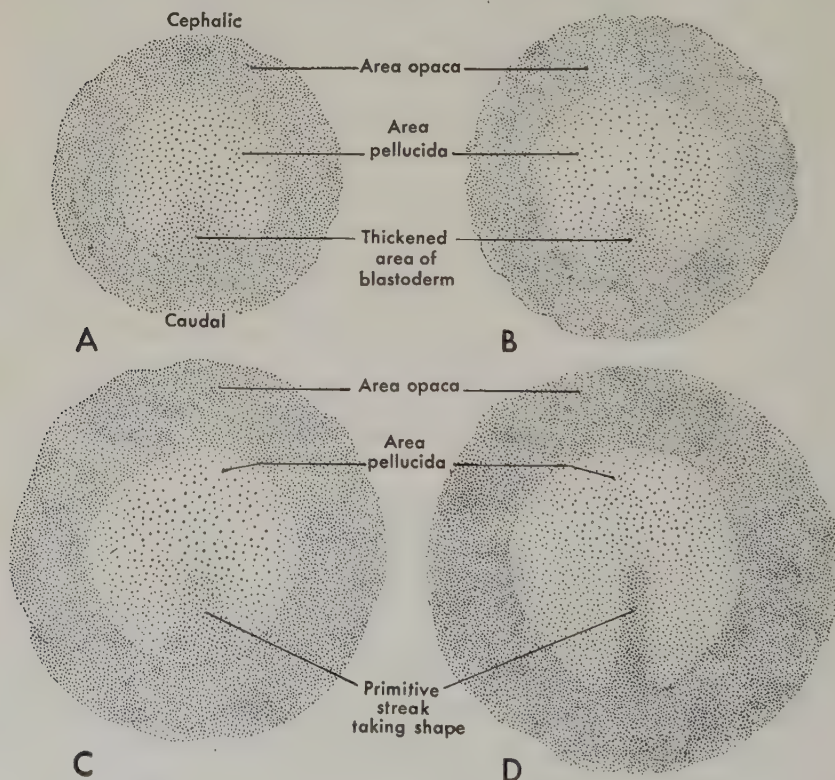 Cephalic
Area opaca
Area
pellucida
Thickened
area of
blastoderm
Caudal
A
B
Area opaca
Area
pellucida
Primitive
streak
taking shape
C
D